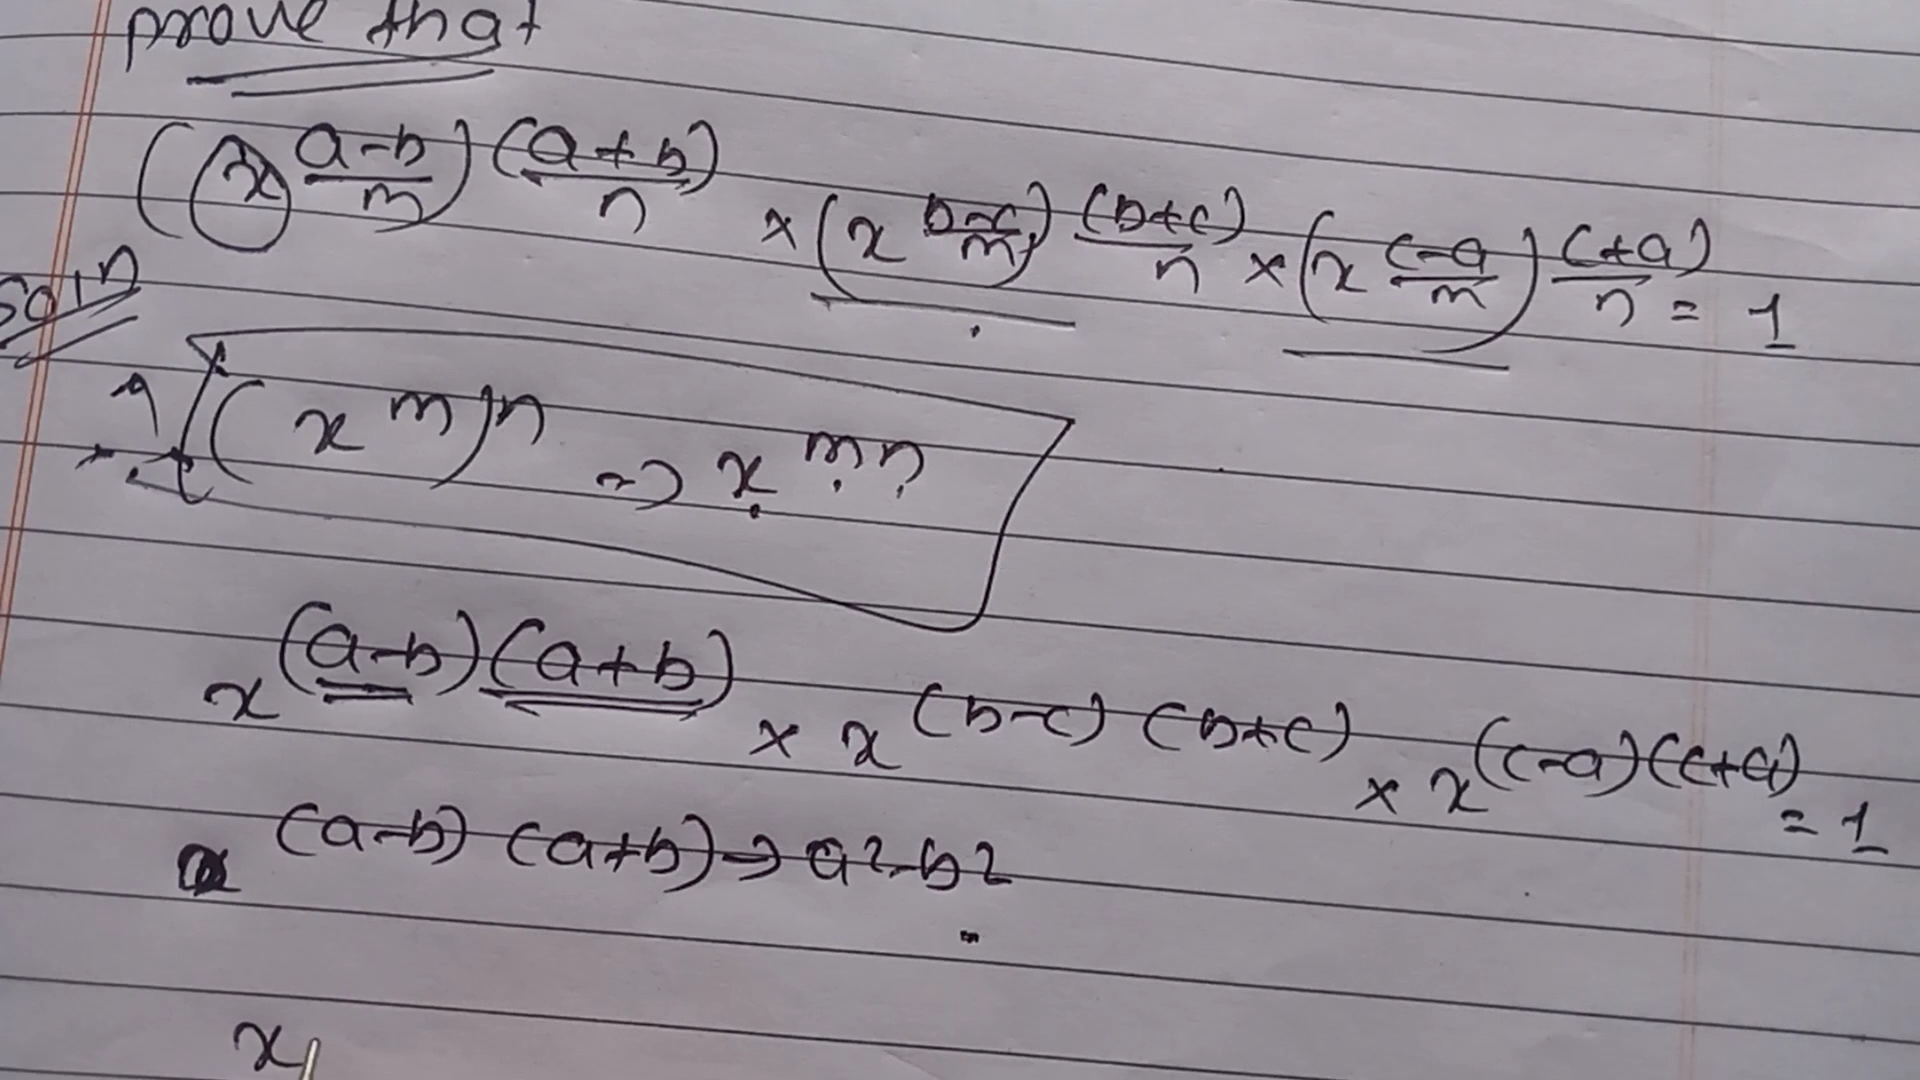 prove that
(x^(a-b)/m)^(a+b)/n × (x^(b-c)/m)^(b+c)/n × (x^(c-a)/m)^(c+a)/n = 1
Soln
(x^m)^n => x^mn
x^(a-b)(a+b) × x^(b-c)(b+c) × x^(c-a)(c+a) = 1
(a-b)(a+b) → a²-b²
x